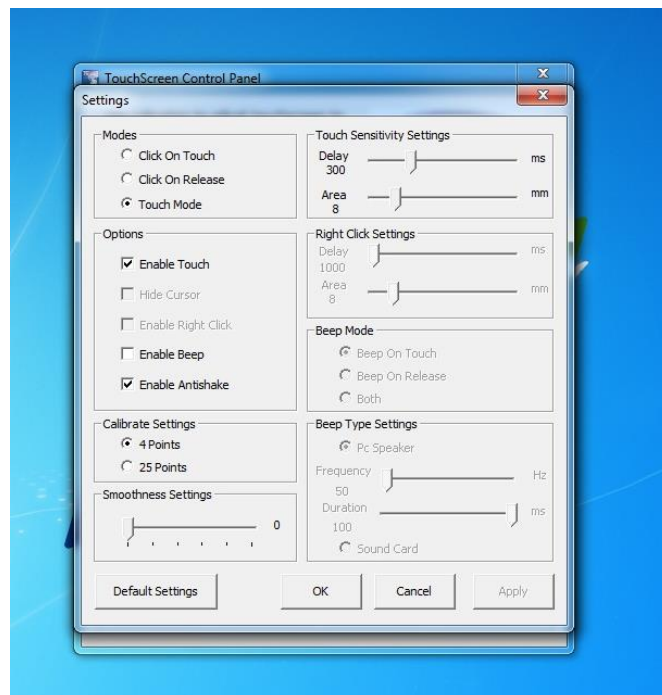 TouchScreen Control Panel
Settings
Modes
Click On Touch
Click On Release
Touch Mode
Touch Sensitivity Settings
Delay
300
ms
Area
8
mm
Options
Enable Touch
Hide Cursor
Enable Right Click
Enable Beep
Enable Antishake
Right Click Settings
Delay
1000
ms
Area
8
mm
Beep Mode
Beep On Touch
Beep On Release
Both
Calibrate Settings
4 Points
25 Points
Beep Type Settings
Pc Speaker
Frequency
50
Hz
Duration
100
ms
Sound Card
Smoothness Settings
0
Default Settings
OK
Cancel
Apply